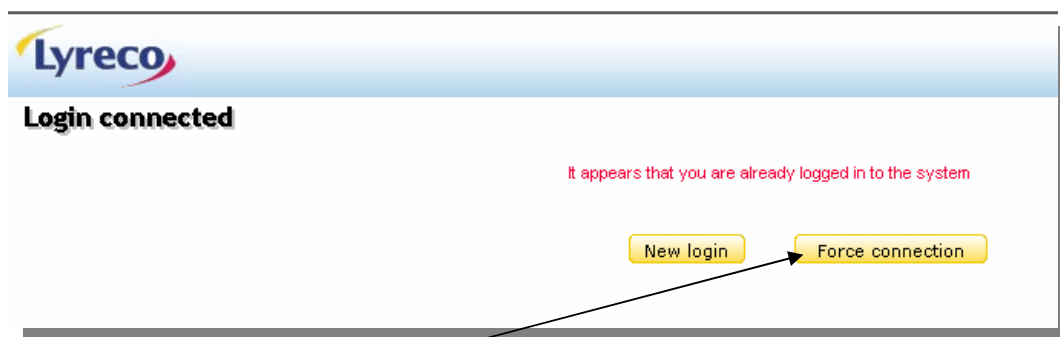 Lyreco
Login connected
It appears that you are already logged in to the system
New login
Force connection